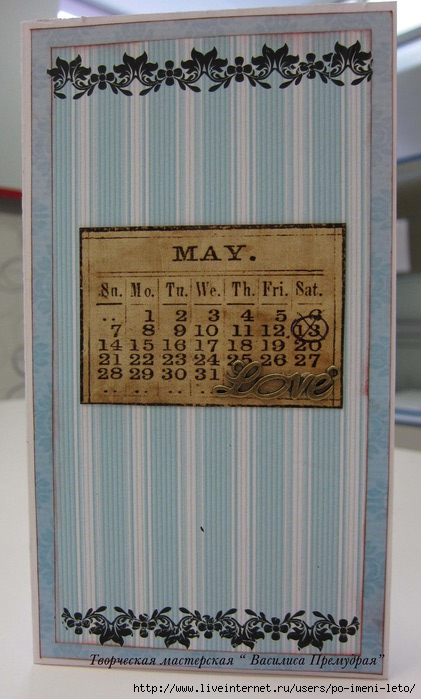 MAY.
Su. Mo. Tu. We. Th. Fri. Sat.
.. 1 2 3 4 5 6
7 8 9 10 11 12 13
14 15 16 17 18 19 20
21 22 23 24 25 26 27
28 29 30 31
Love
Творческая мастерская “ Василиса Премудрая”
http://www.liveinternet.ru/users/po-imeni-leto/